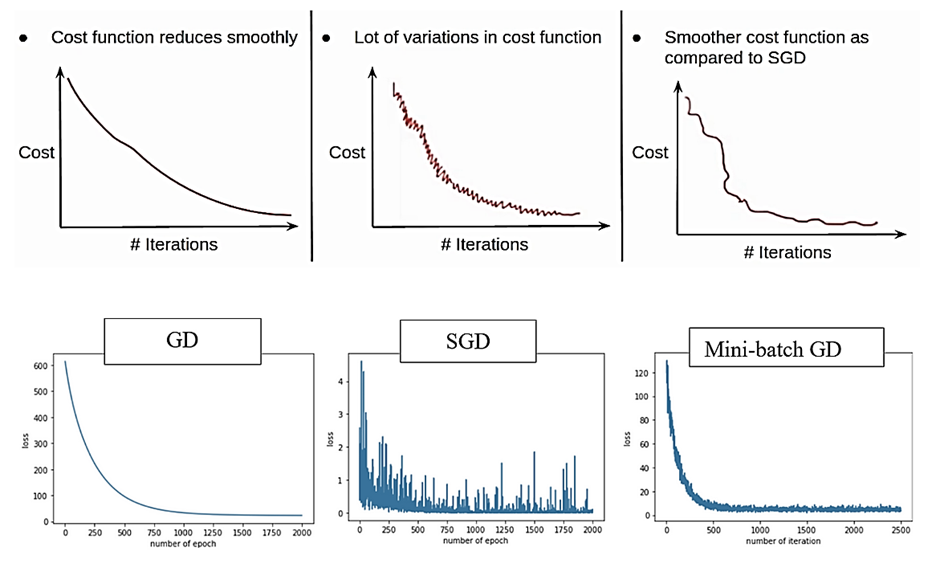 ● Cost function reduces smoothly
Cost
# Iterations
● Lot of variations in cost function
Cost
# Iterations
● Smoother cost function as
compared to SGD
Cost
# Iterations
GD
600
500
400
300
200
100
0
loss
0 250 500 750 1000 1250 1500 1750 2000
number of epoch
SGD
4
3
2
1
0
loss
0 250 500 750 1000 1250 1500 1750 2000
number of epoch
Mini-batch GD
120
100
80
60
40
20
0
loss
0 500 1000 1500 2000 2500
number of iteration